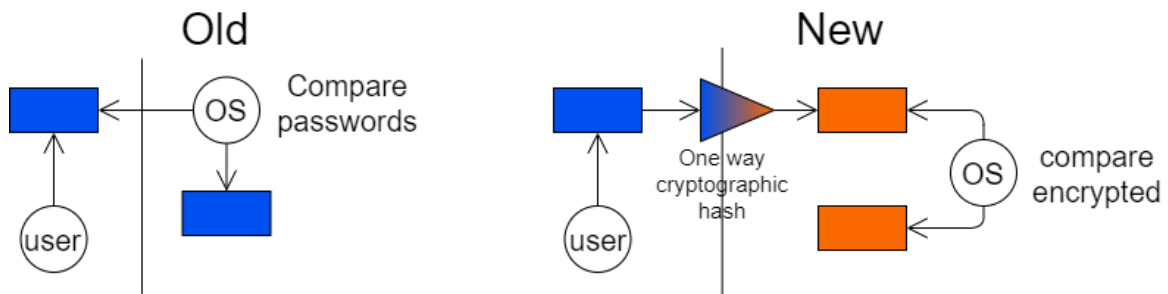 Old
OS
Compare
passwords
user
New
One way
cryptographic
hash
OS
compare
encrypted
user